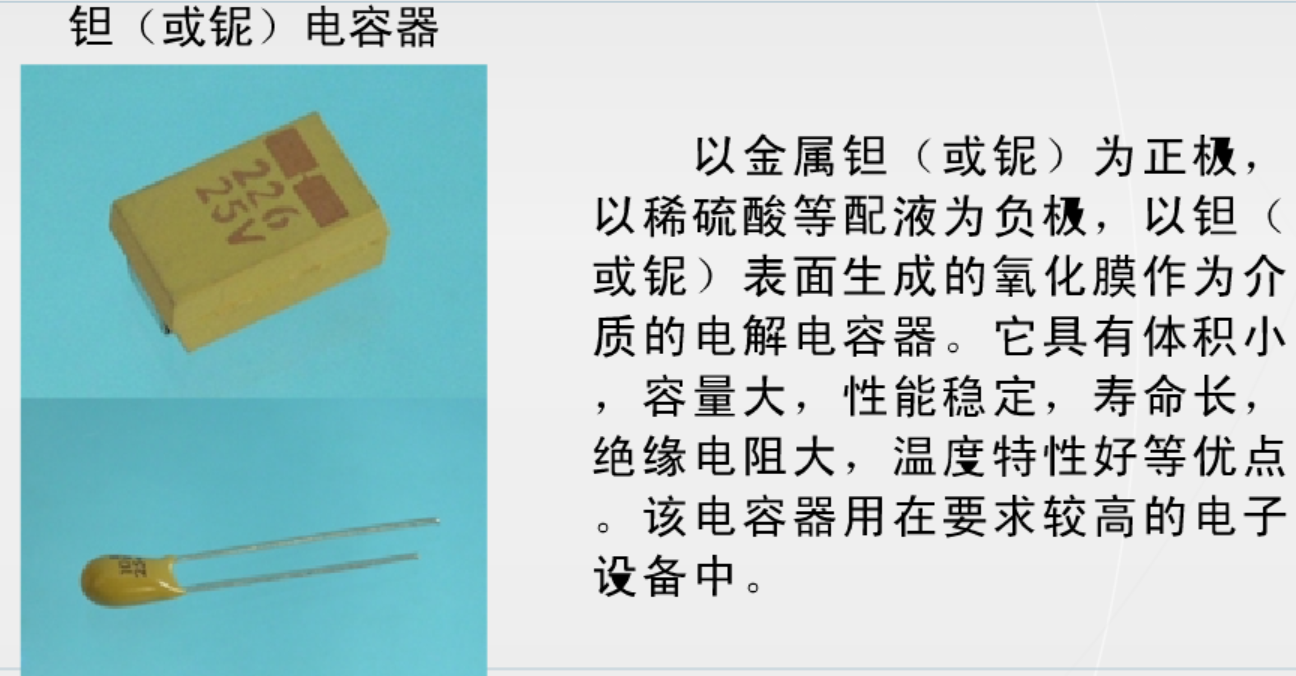 钽（或铌）电容器
226
25V
以金属钽（或铌）为正极，
以稀硫酸等配液为负极，以钽（
或铌）表面生成的氧化膜作为介
质的电解电容器。它具有体积小
，容量大，性能稳定，寿命长，
绝缘电阻大，温度特性好等优点
。该电容器用在要求较高的电子
设备中。